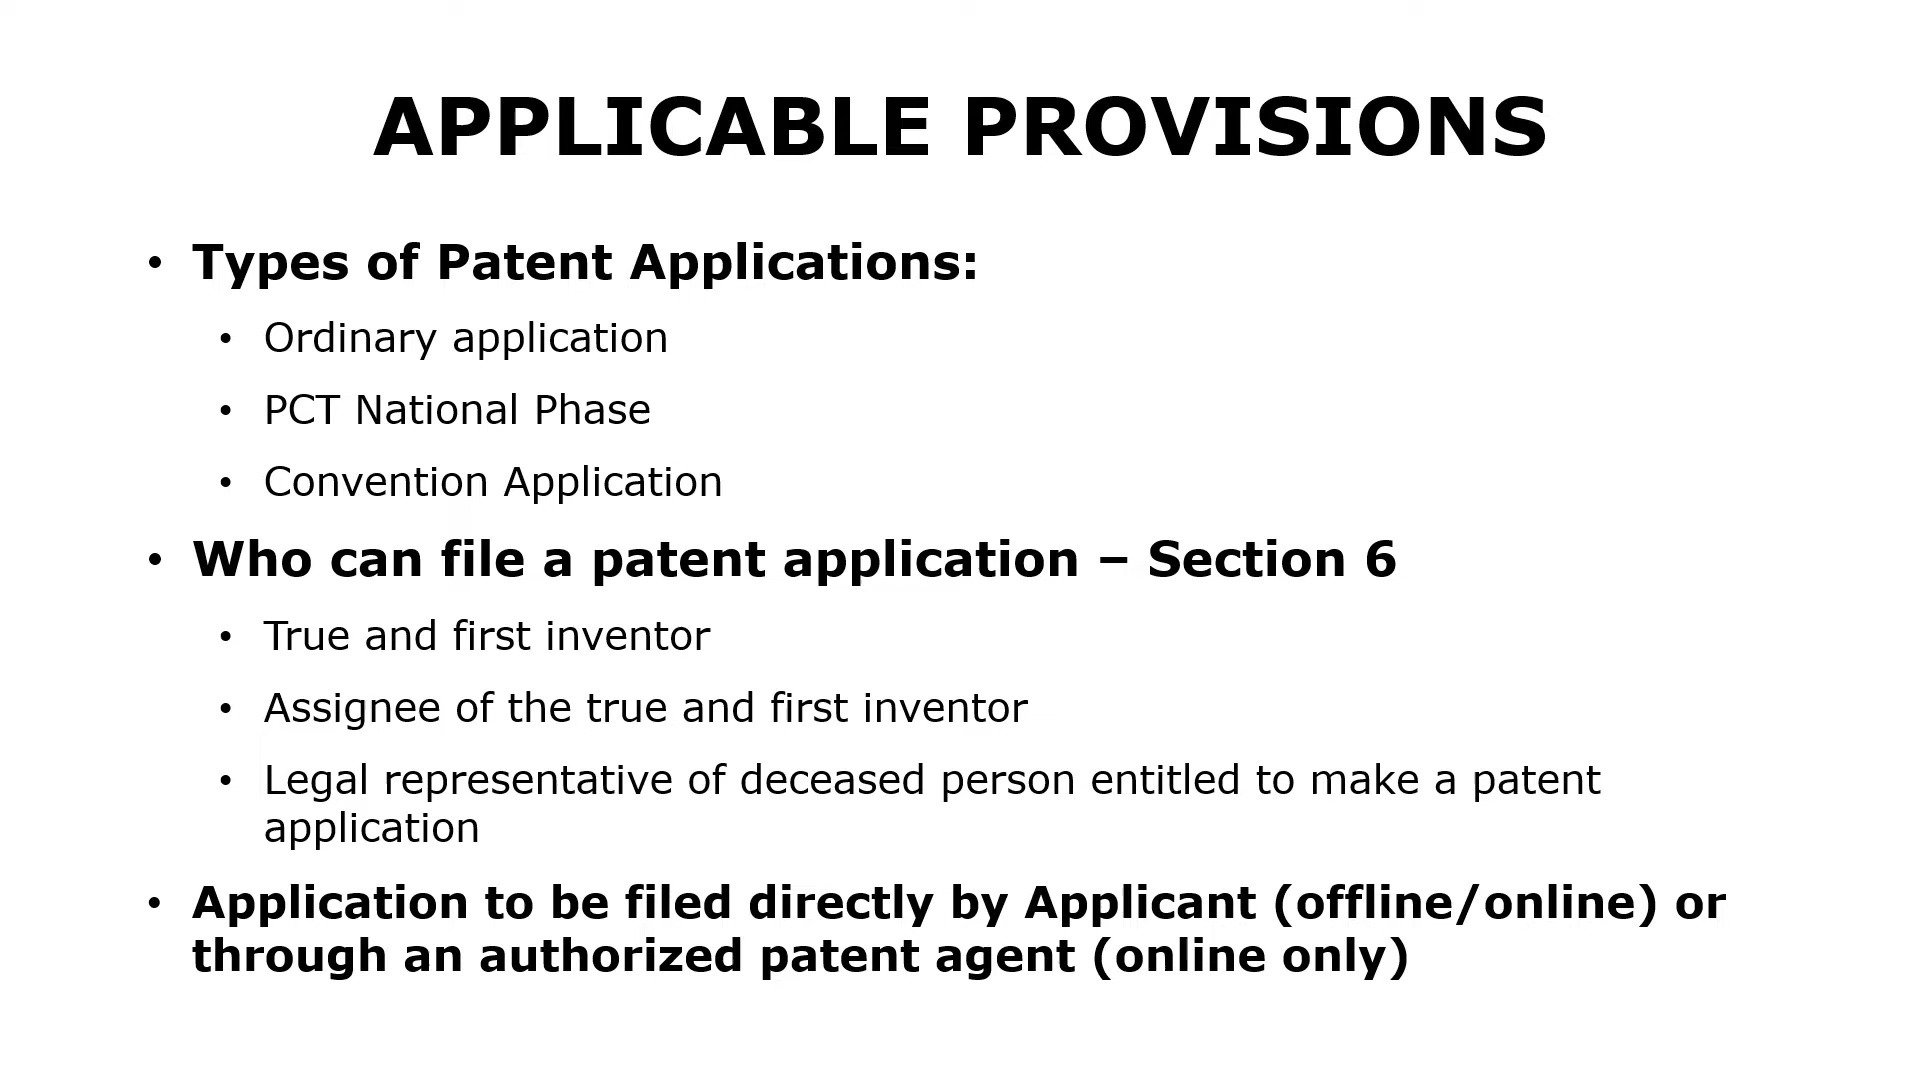 APPLICABLE PROVISIONS
• Types of Patent Applications:
• Ordinary application
• PCT National Phase
• Convention Application
• Who can file a patent application – Section 6
• True and first inventor
• Assignee of the true and first inventor
• Legal representative of deceased person entitled to make a patent
application
• Application to be filed directly by Applicant (offline/online) or
through an authorized patent agent (online only)